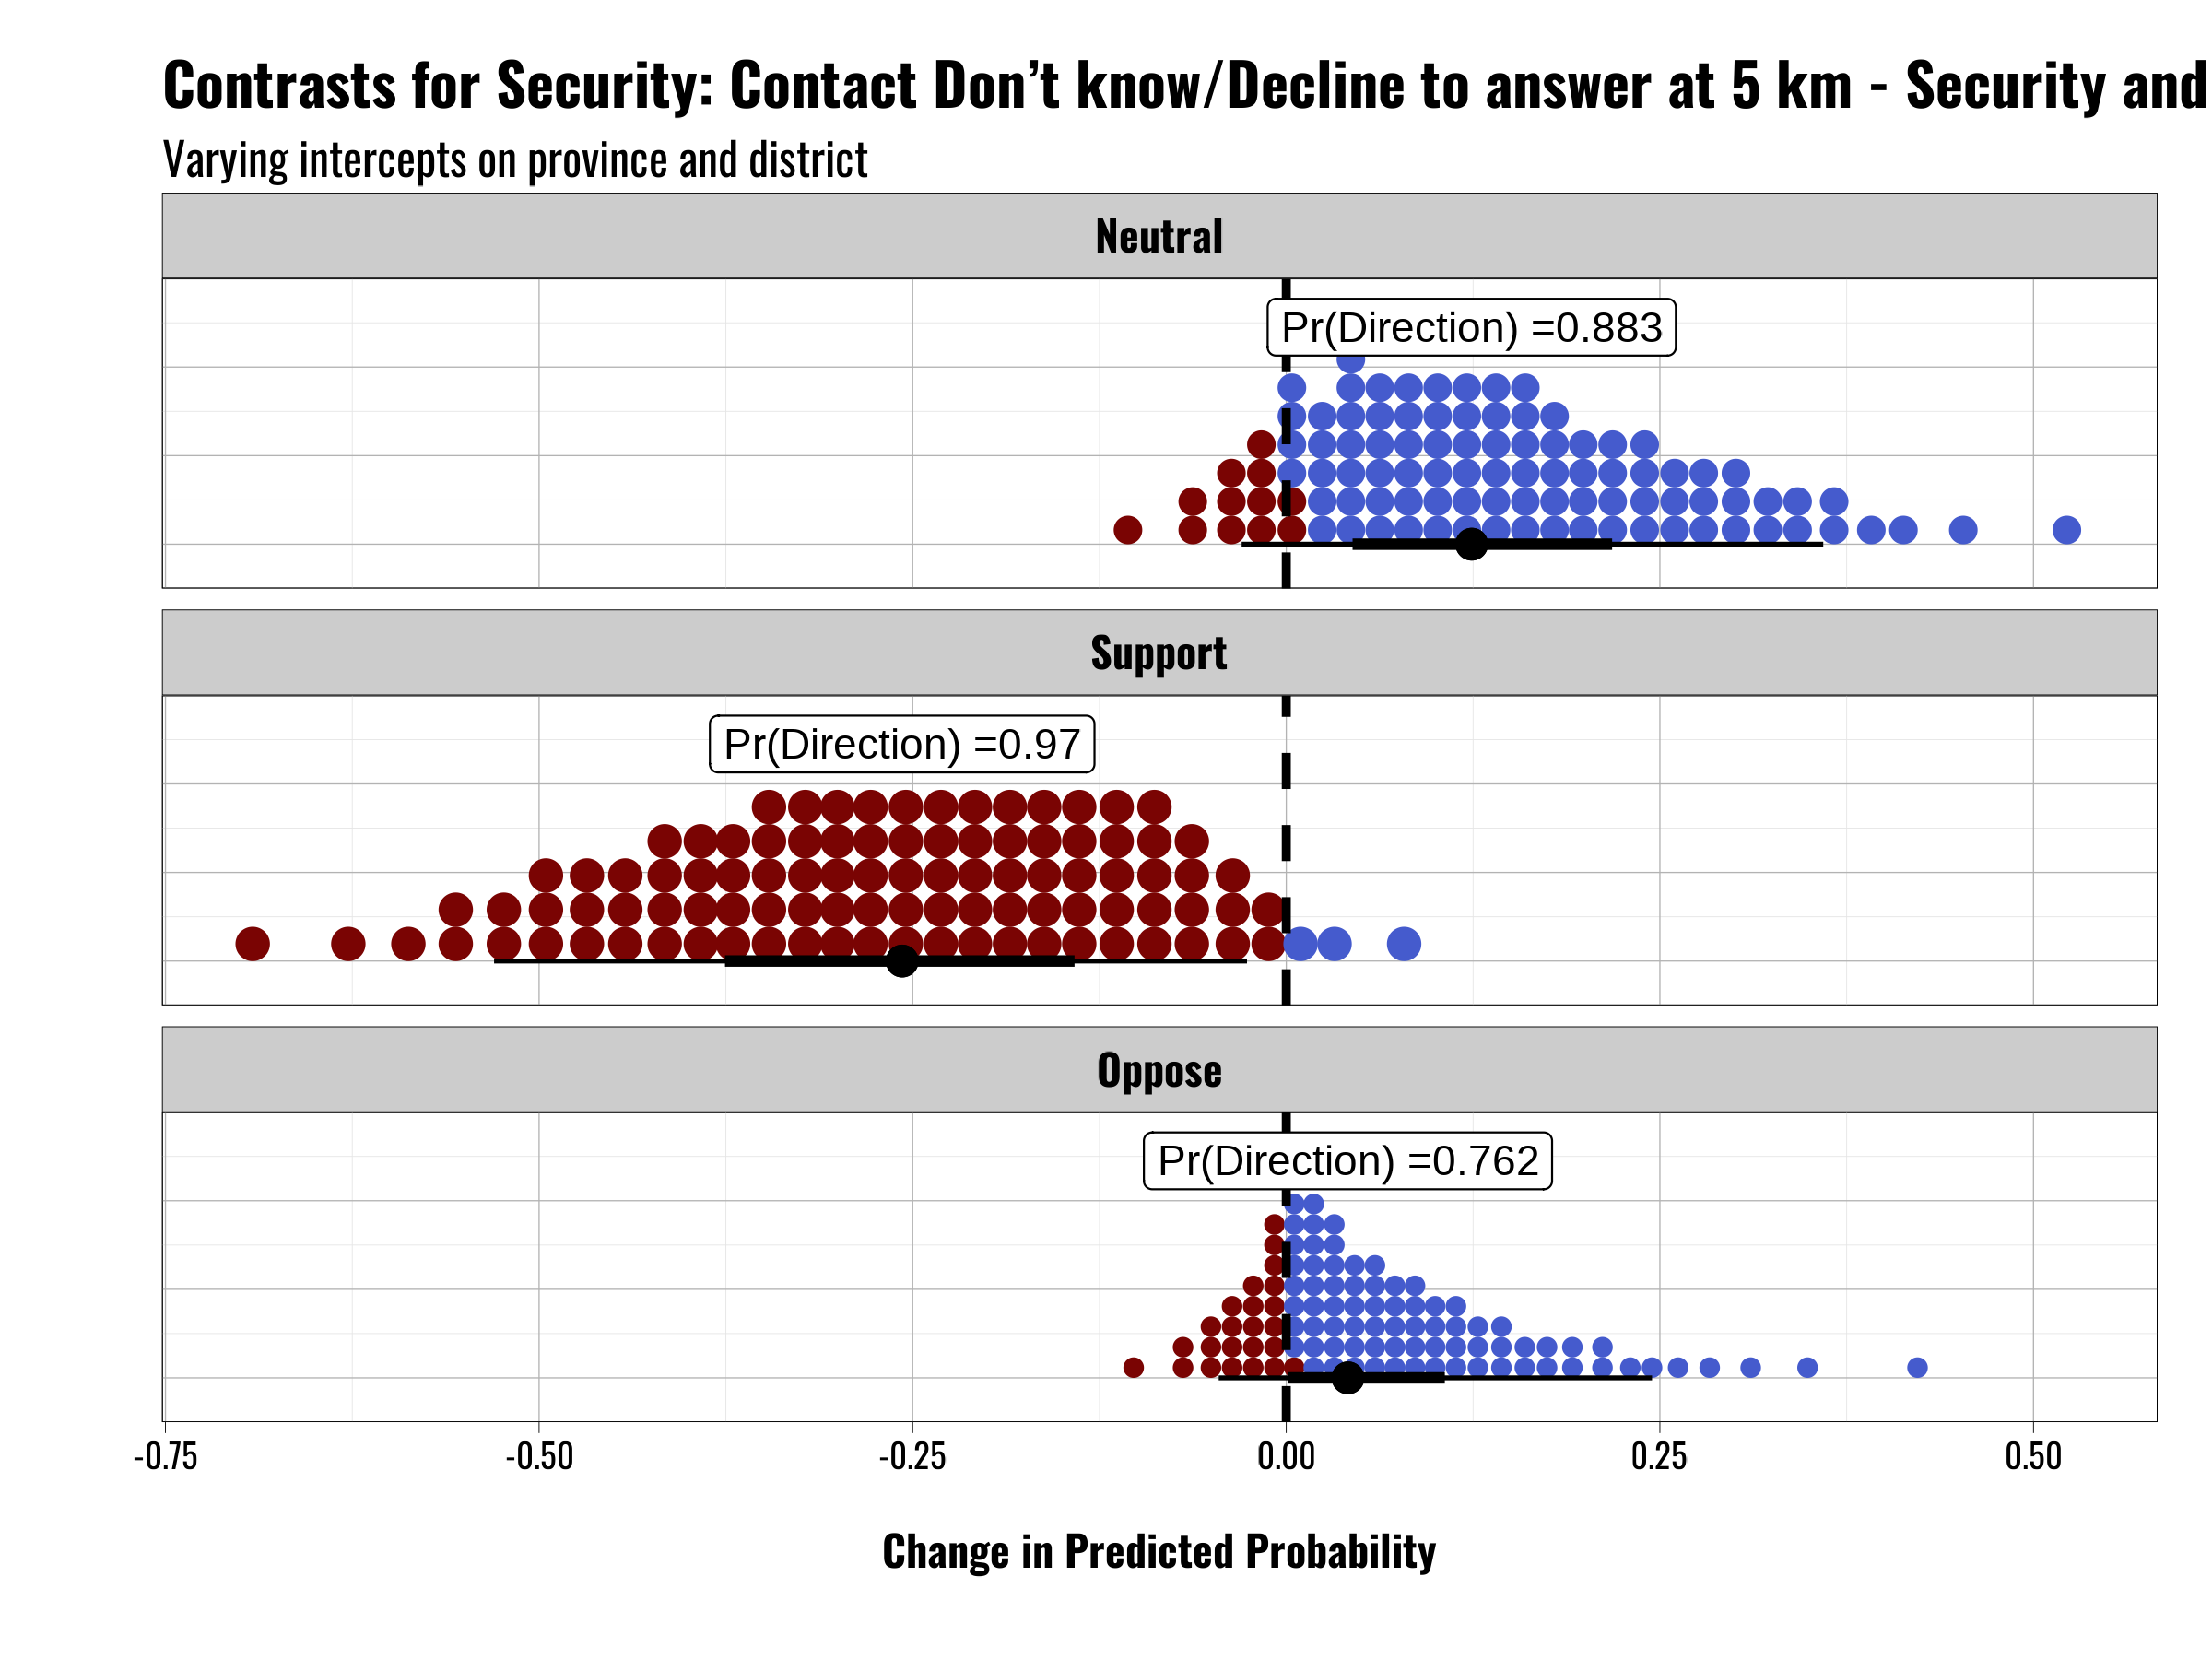 Contrasts for Security: Contact Don’t know/Decline to answer at 5 km - Security and
Varying intercepts on province and district
Neutral
Pr(Direction) =0.883
Support
Pr(Direction) =0.97
Oppose
Pr(Direction) =0.762
-0.75 -0.50 -0.25 0.00 0.25 0.50
Change in Predicted Probability